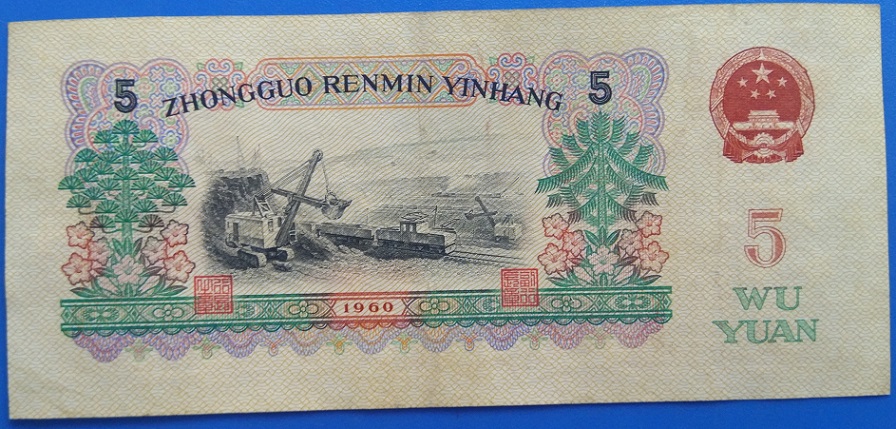 5 ZHONGGUO RENMIN YINHANG 5
5
1960
WU
YUAN